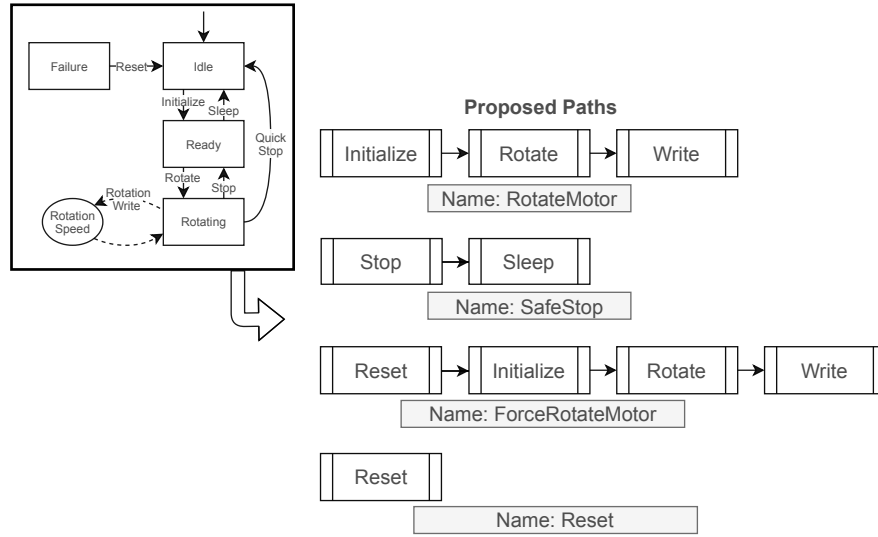 Failure
Reset
Idle
Initialize
Sleep
Ready
Quick
Stop
Rotate
Stop
Rotation
Write
Rotation
Speed
Rotating
Proposed Paths
Initialize Rotate Write
Name: RotateMotor
Stop Sleep
Name: SafeStop
Reset Initialize Rotate Write
Name: ForceRotateMotor
Reset
Name: Reset